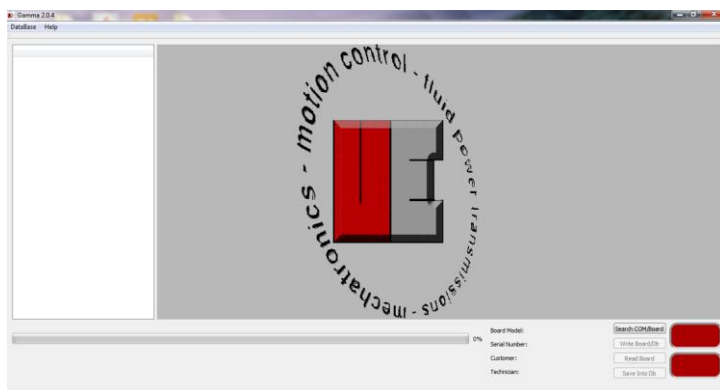 Gamma 2.0.4
DataBase Help
motion control - fluid power transmissions - mechatronics -
0%
Board Model:
Search COM/Board
Serial Number:
Write Board/Db
Customer:
Read Board
Technician:
Save Into Db